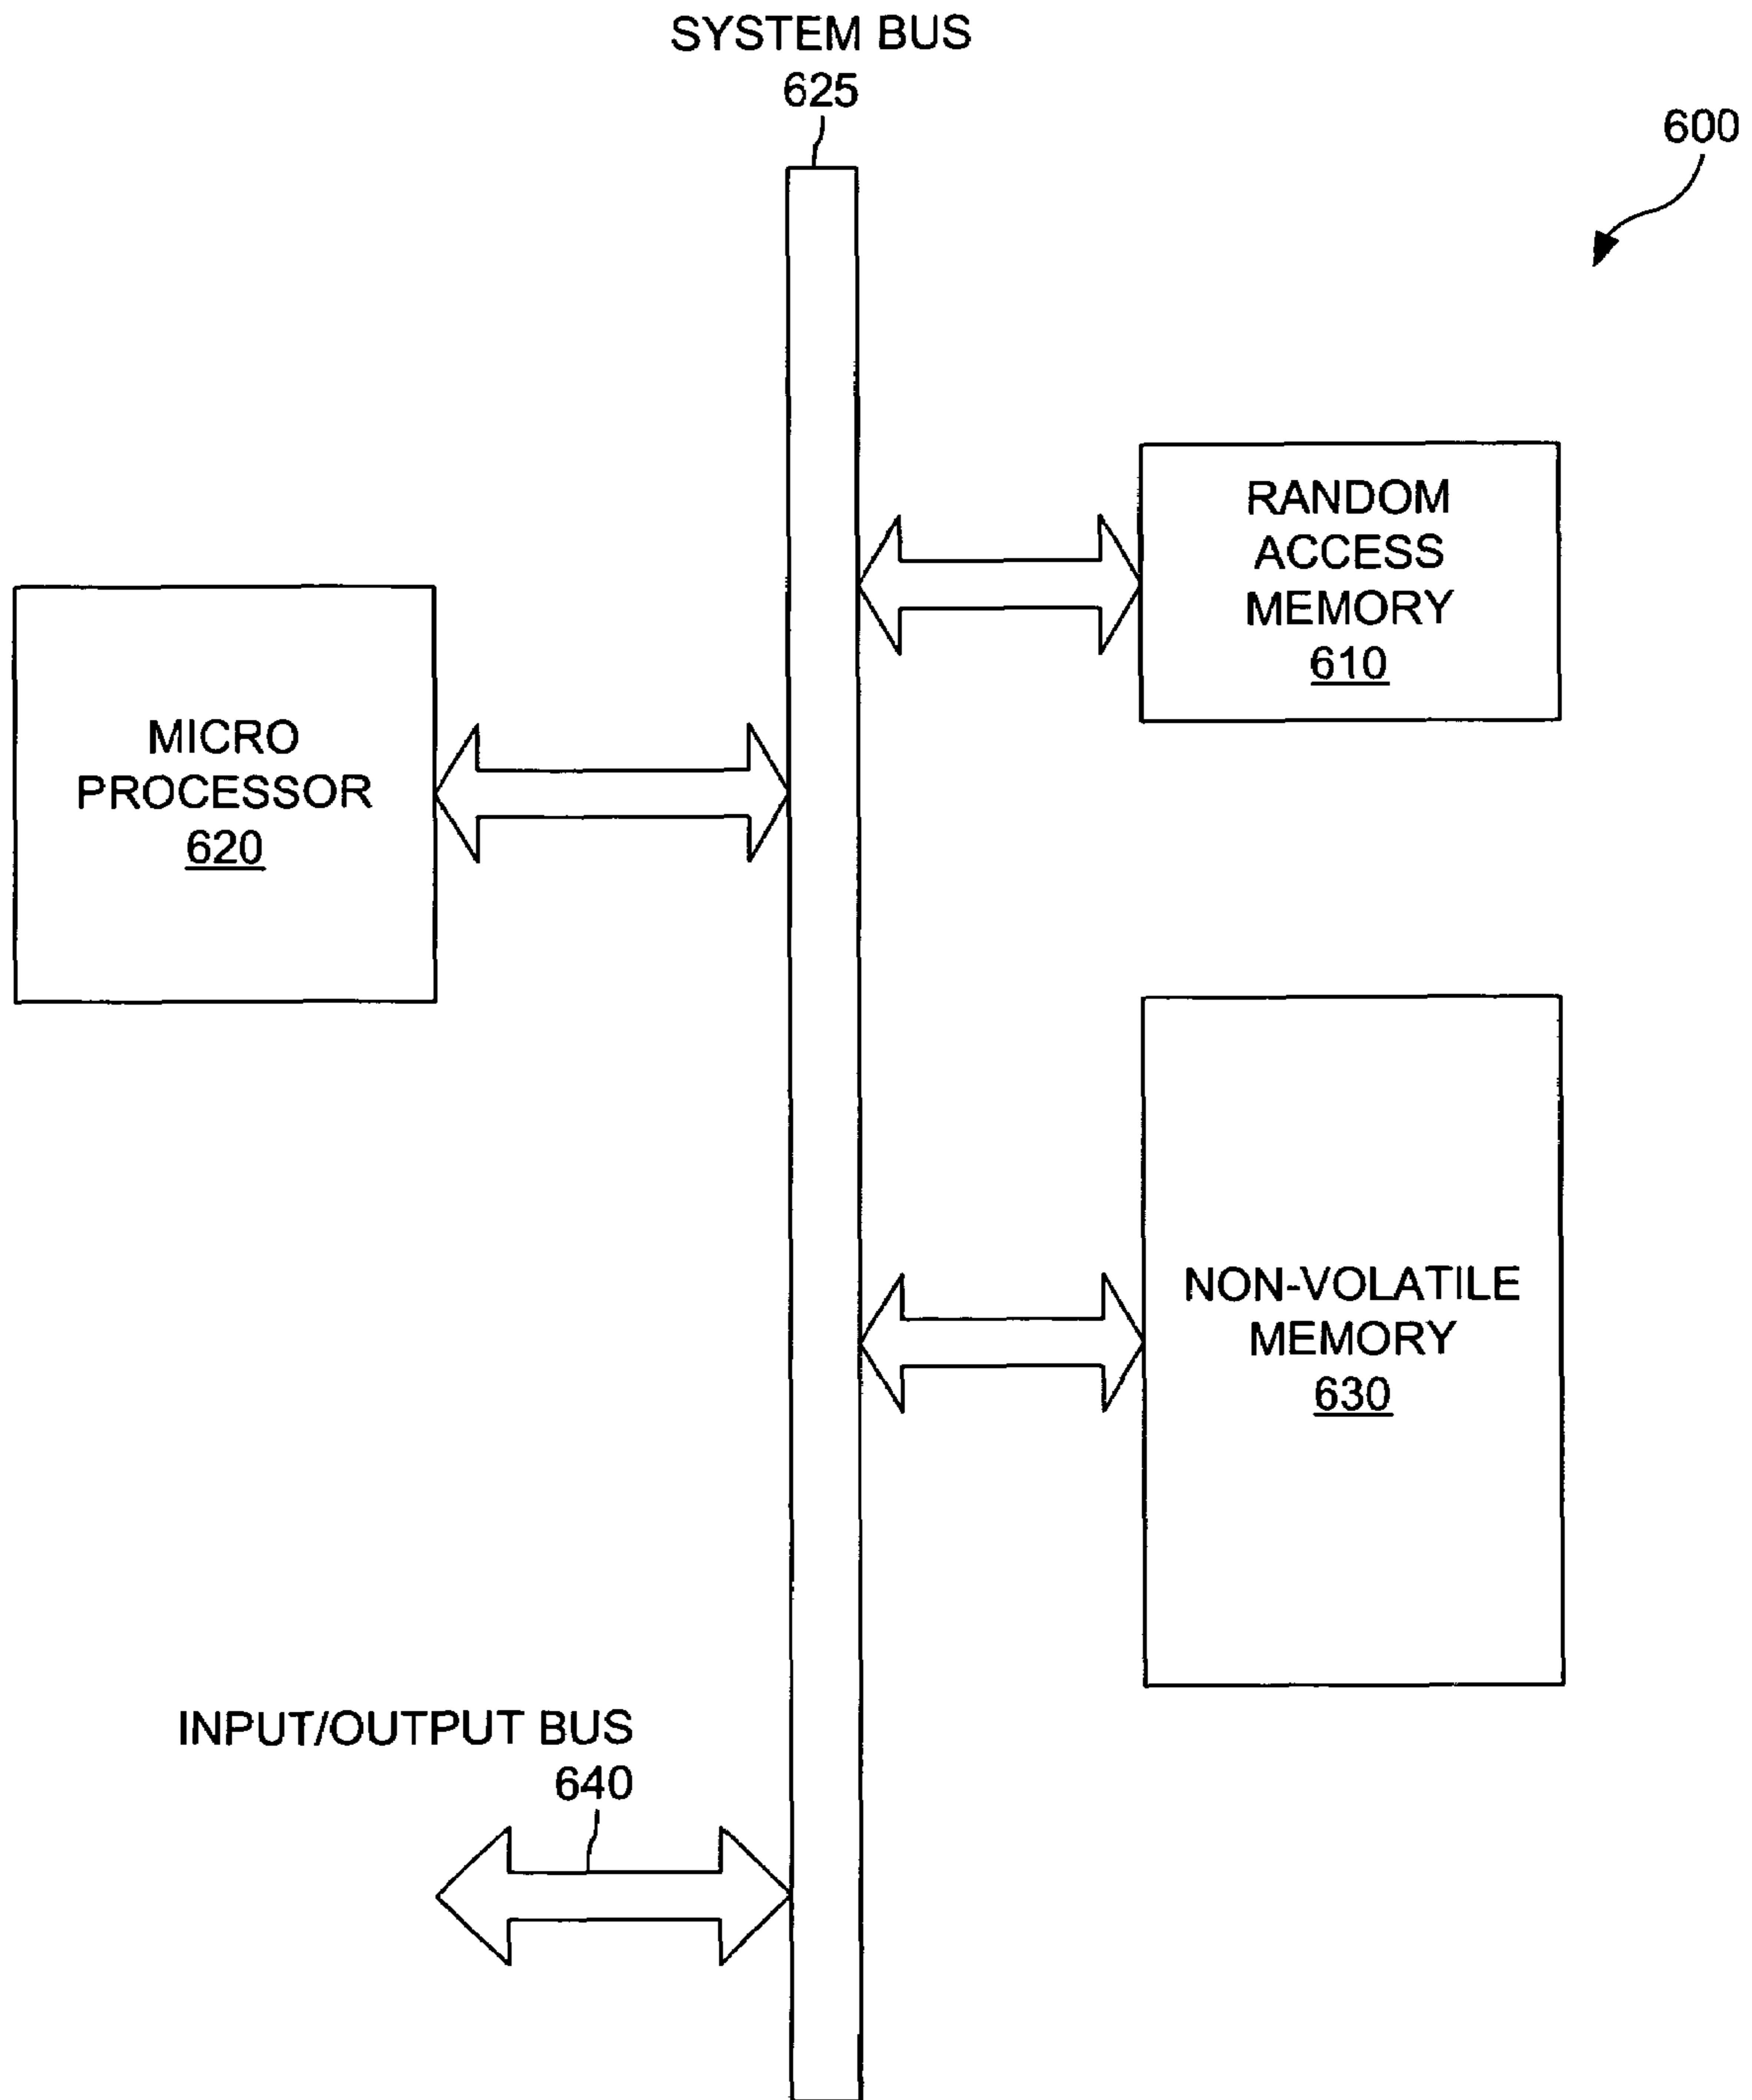 SYSTEM BUS
625
600
RANDOM
ACCESS
MEMORY
610
MICRO
PROCESSOR
620
NON-VOLATILE
MEMORY
630
INPUT/OUTPUT BUS
640